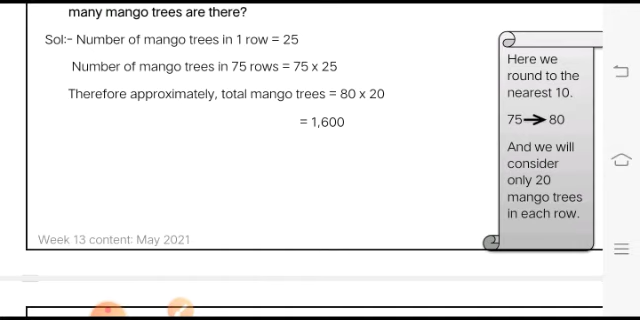 many mango trees are there?
Sol:- Number of mango trees in 1 row = 25
Number of mango trees in 75 rows = 75 x 25
Therefore approximately, total mango trees = 80 x 20
= 1,600
Here we
round to the
nearest 10.
75→80
And we will
consider
only 20
mango trees
in each row.
Week 13 content: May 2021